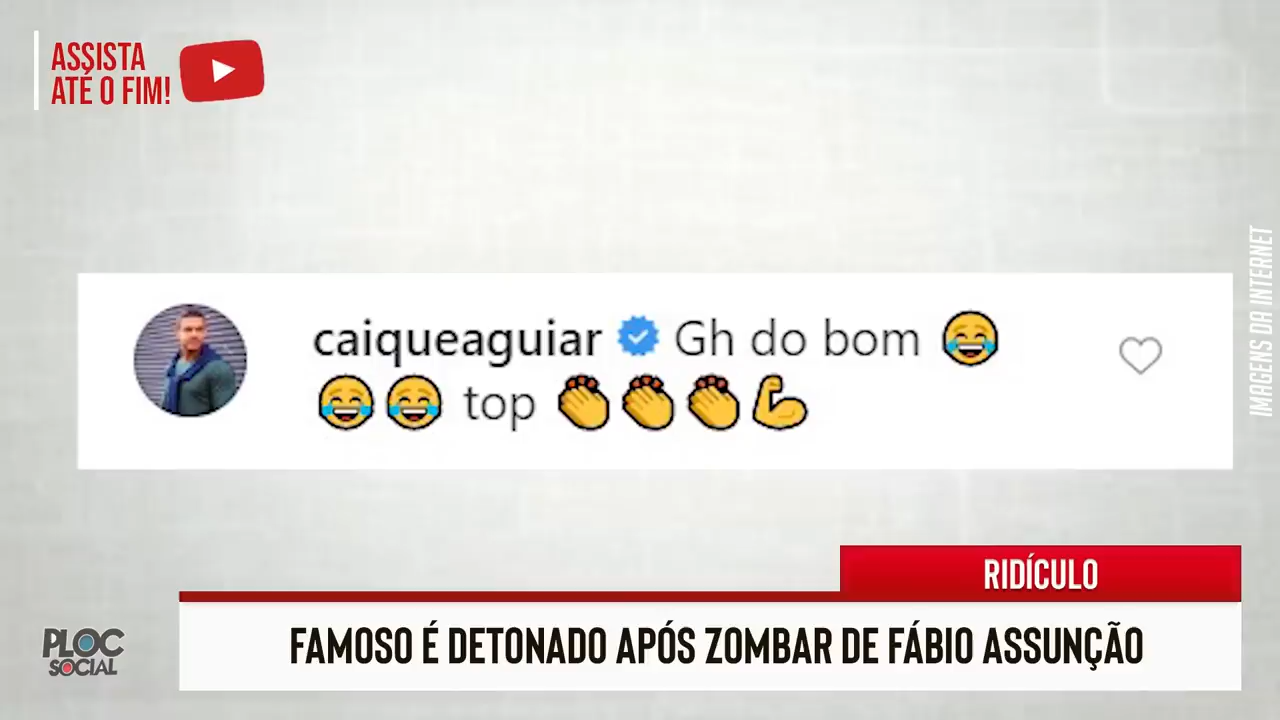 ASSISTA
ATÉ O FIM!
IMAGENS DA INTERNET
caiqueaguiar Gh do bom 😂
😂😂 top 👏👏👏💪
RIDÍCULO
FAMOSO É DETONADO APÓS ZOMBAR DE FÁBIO ASSUNÇÃO
PLOC
SOCIAL